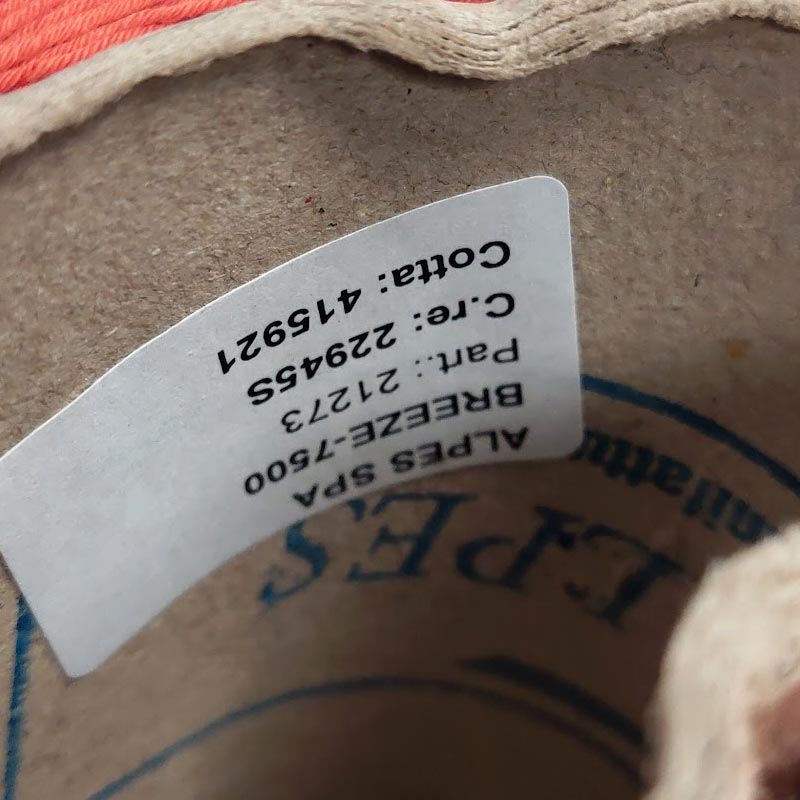 ALPES SPA
BREEZE-7500
Part.: 21273
C.re: 22945S
Cotta: 415921